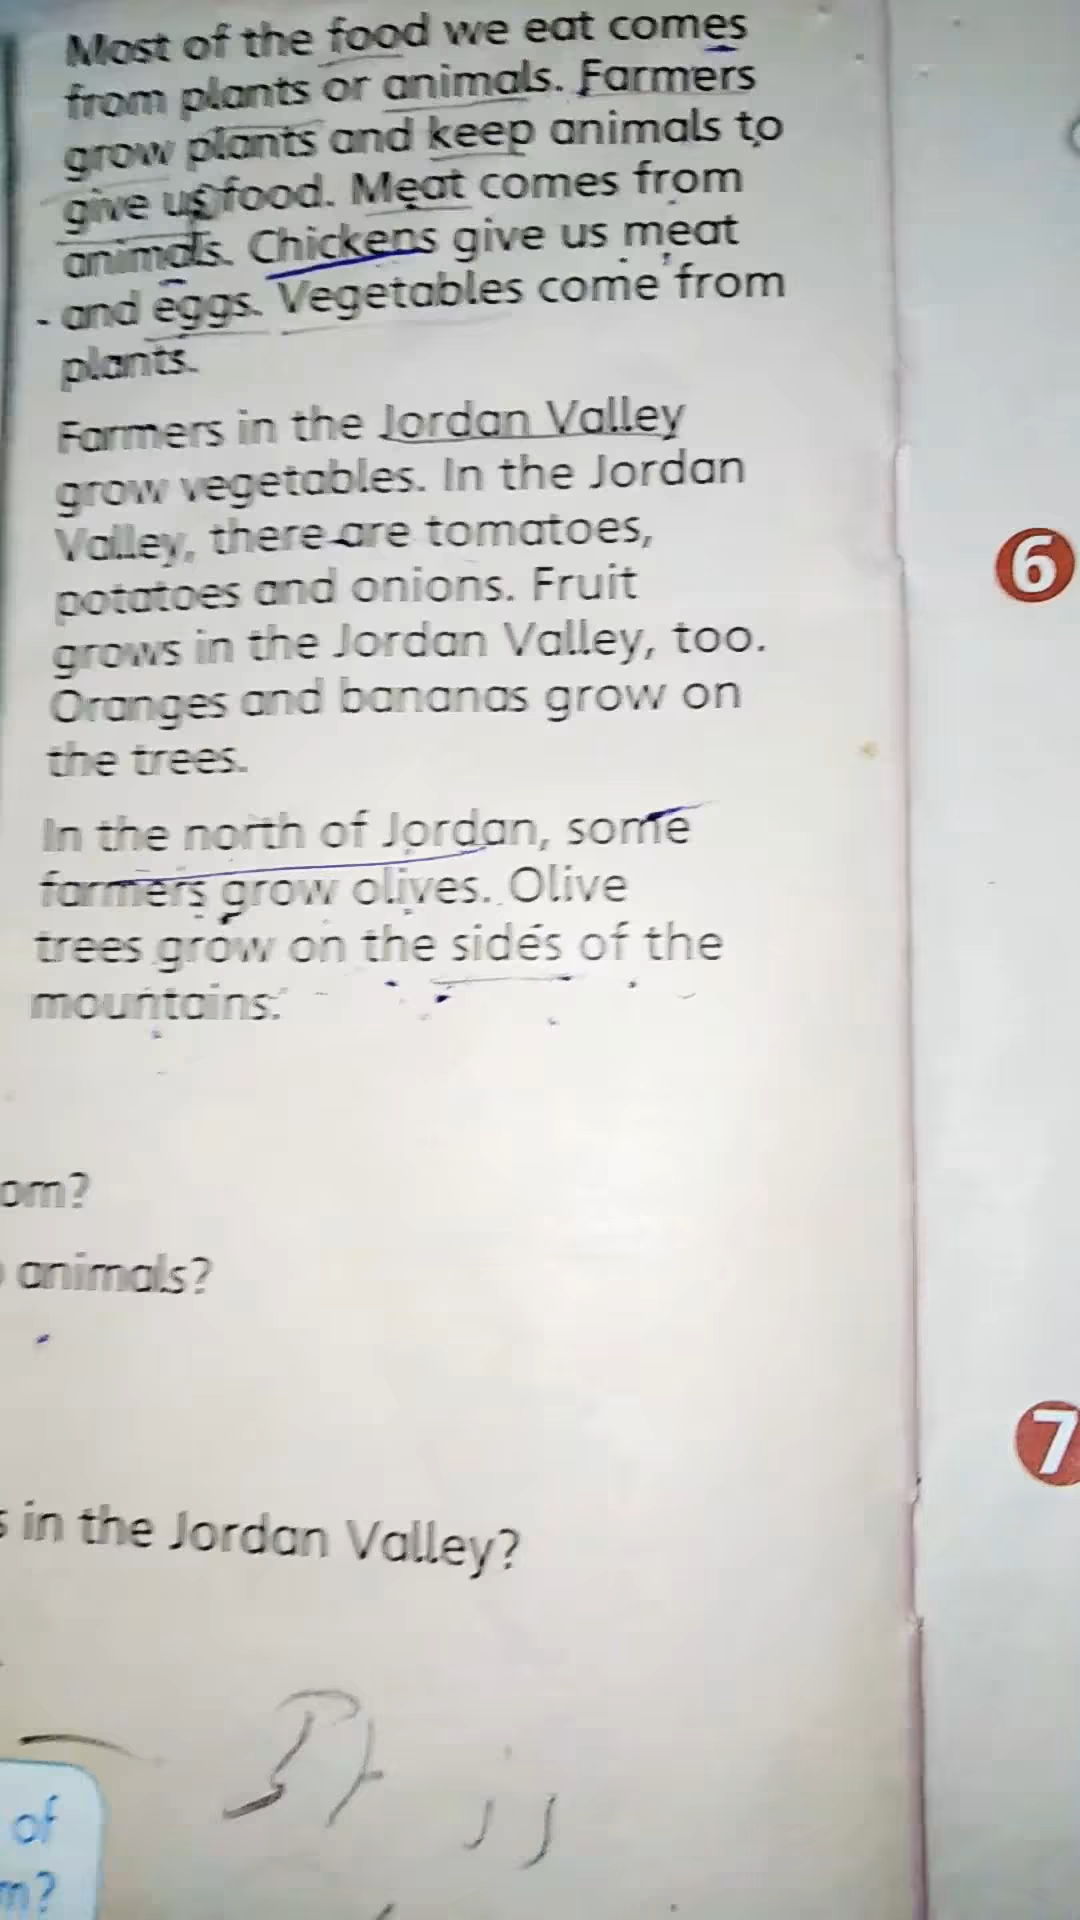 Most of the food we eat comes
from plants or animals. Farmers
grow plants and keep animals to
give us food. Meat comes from
animals. Chickens give us meat
and eggs. Vegetables come from
plants.
Farmers in the Jordan Valley
grow vegetables. In the Jordan
Valley, there are tomatoes,
potatoes and onions. Fruit
grows in the Jordan Valley, too.
Oranges and bananas grow on
the trees.
In the north of Jordan, some
farmers grow olives. Olive
trees grow on the sides of the
mountains.
om?
animals?
s in the Jordan Valley?
of
m?
6
7